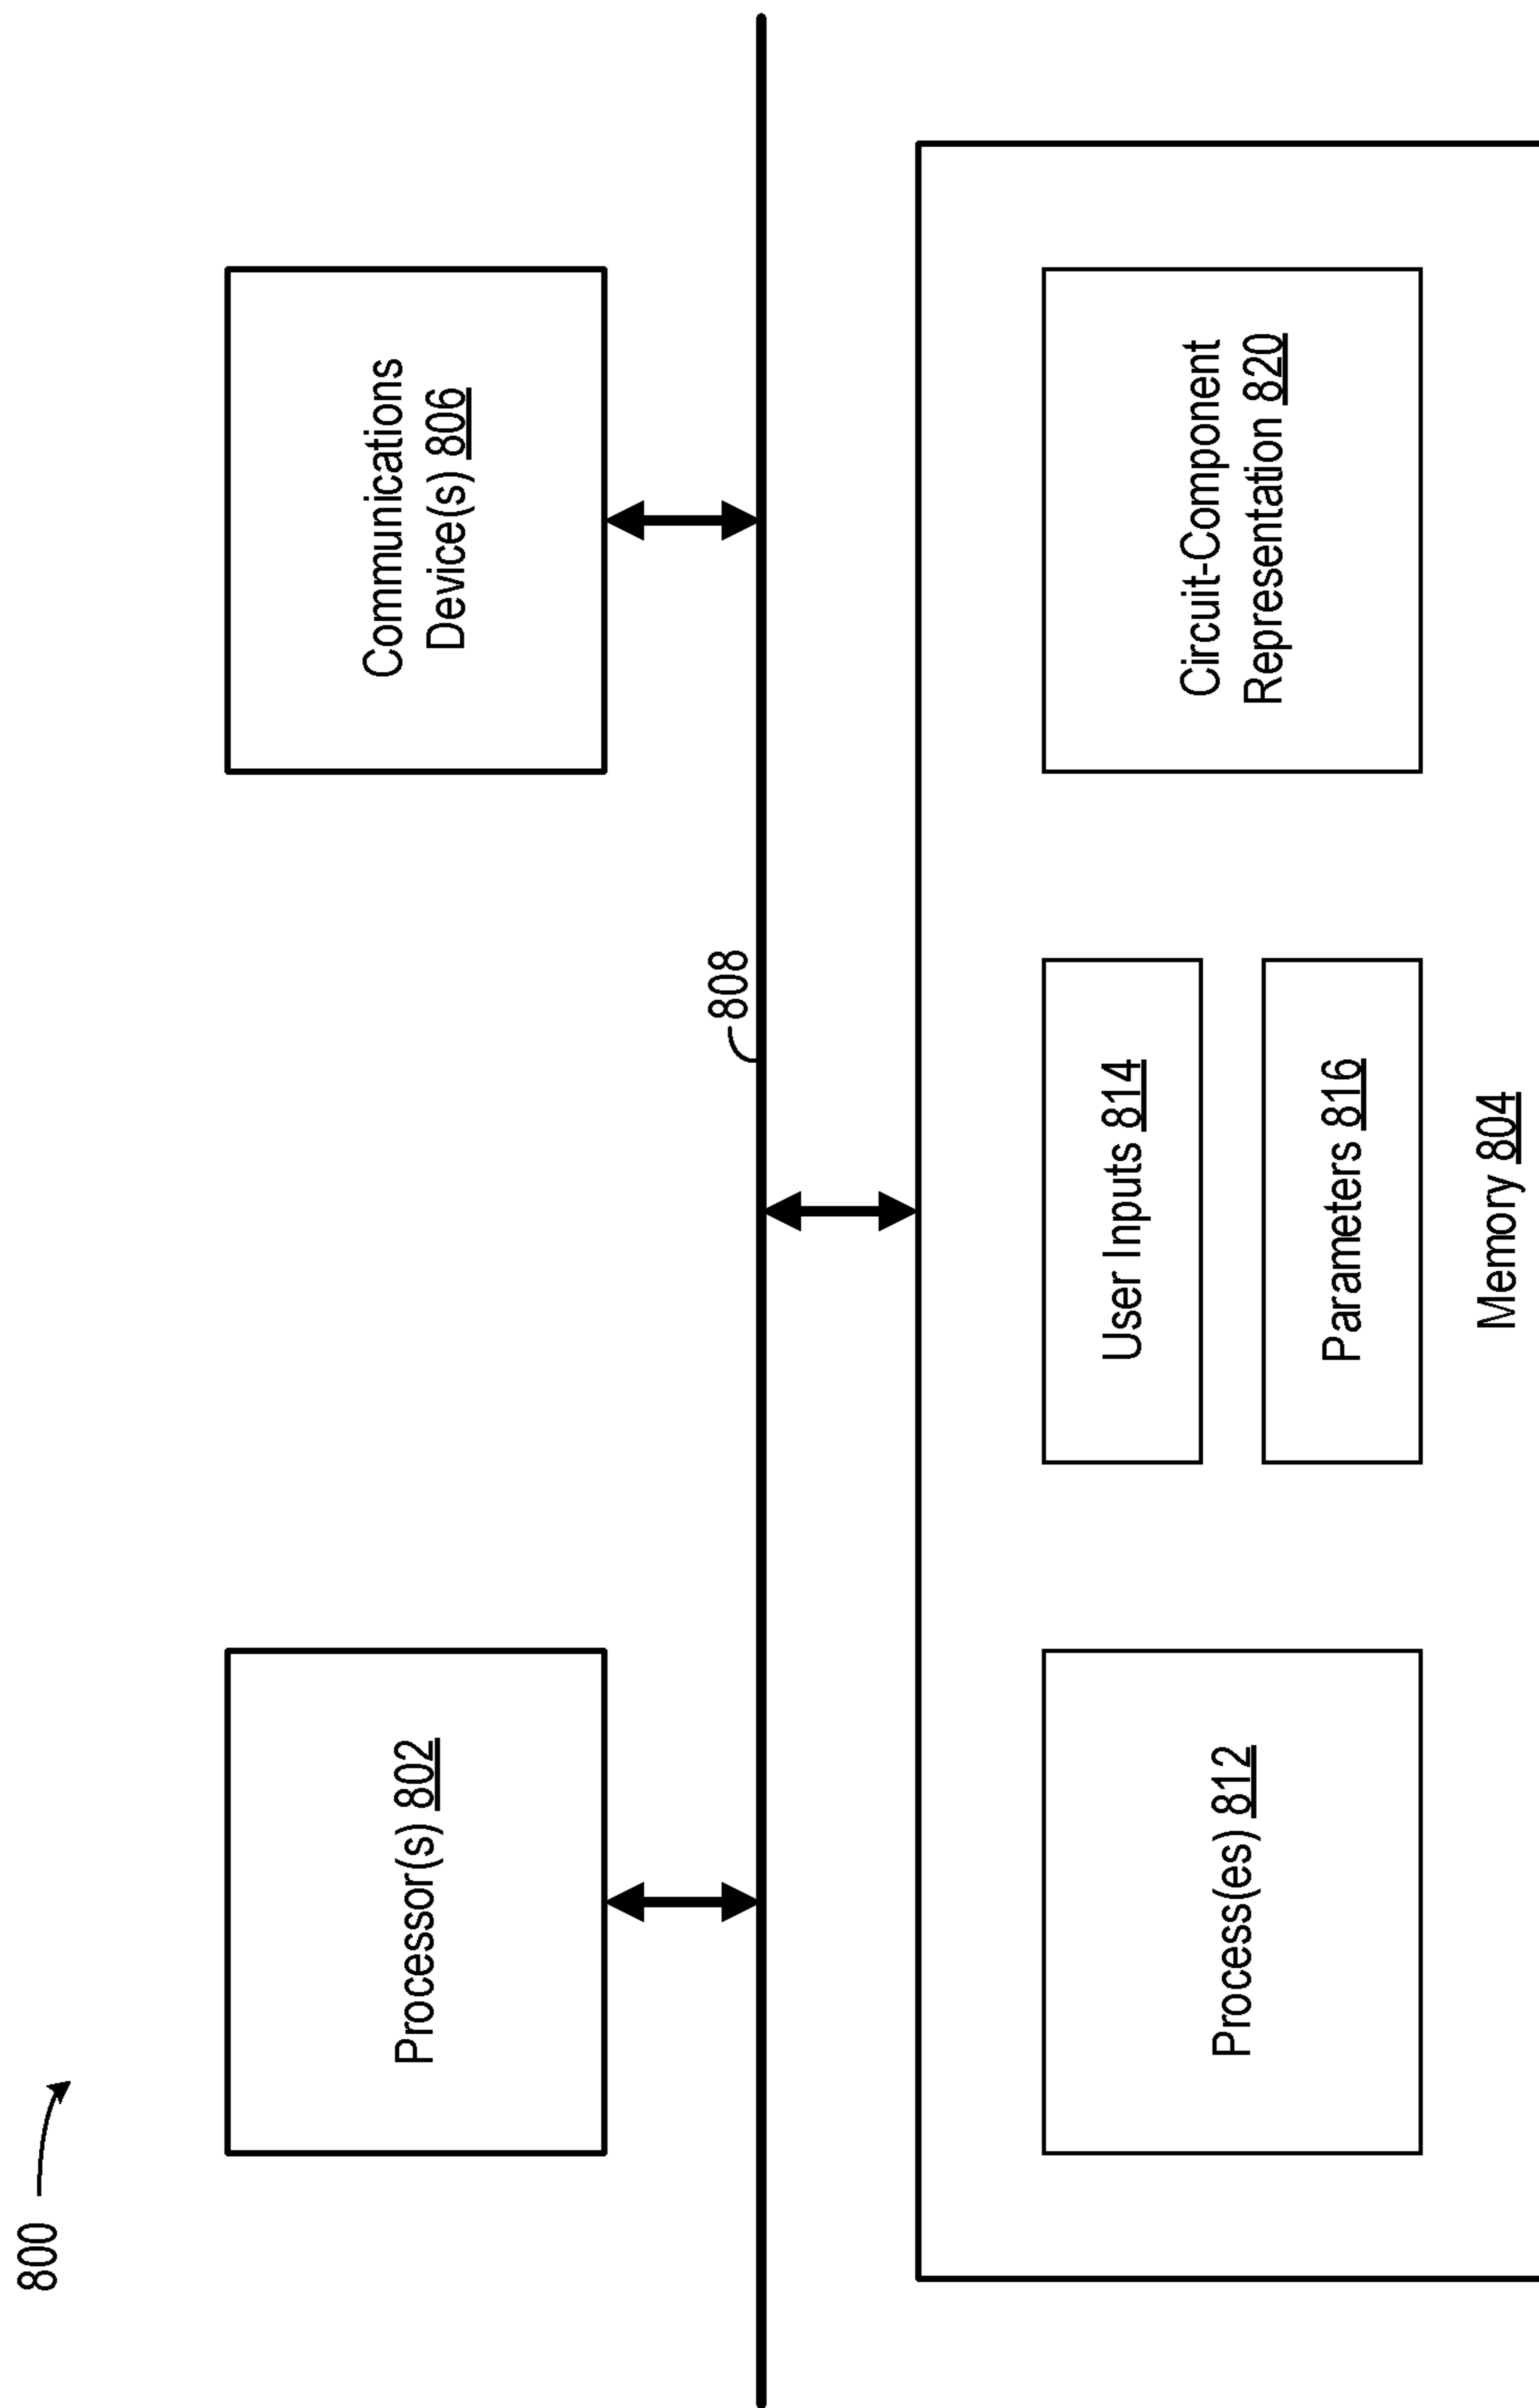 800
Processor(s) 802
Communications
Device(s) 806
808
Process(es) 812
User Inputs 814
Parameters 816
Circuit-Component
Representation 820
Memory 804